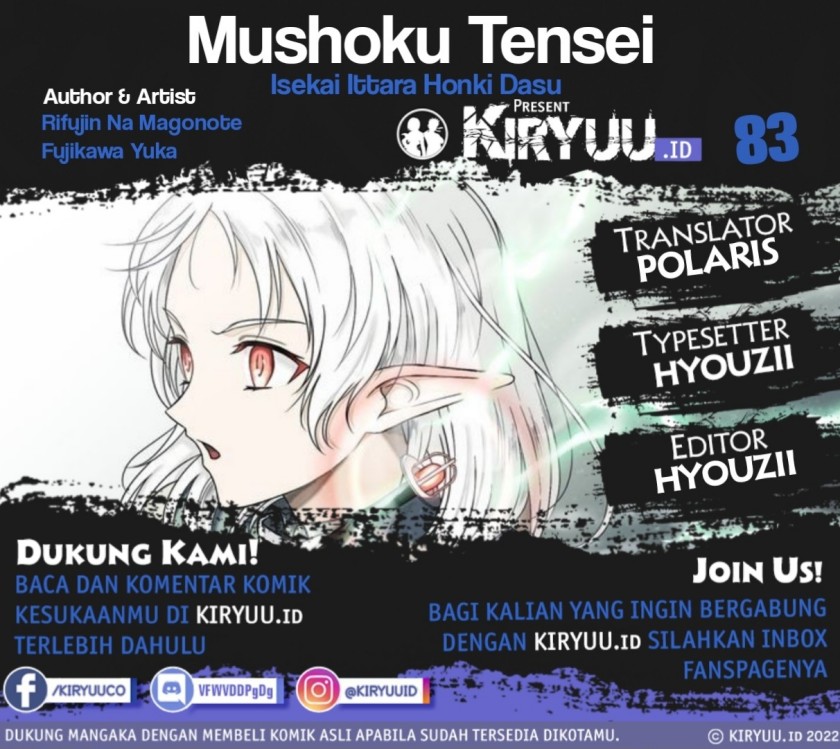 Mushoku Tensei
Isekai Ittara Honki Dasu
Author & Artist
Rifujin Na Magonote
Fujikawa Yuka
PRESENT
KIRYUU.ID
83
TRANSLATOR
POLARIS
TYPESETTER
HYOUZII
EDITOR
HYOUZII
DUKUNG KAMI!
BACA DAN KOMENTAR KOMIK
KESUKAANMU DI KIRYUU.ID
TERLEBIH DAHULU
JOIN US!
BAGI KALIAN YANG INGIN BERGABUNG
DENGAN KIRYUU.ID SILAHKAN INBOX
FANSPAGENYA
/KIRYUUCO
VFWVDDPgDg
@KIRYUUID
DUKUNG MANGAKA DENGAN MEMBELI KOMIK ASLI APABILA SUDAH TERSEDIA DIKOTAMU.
© KIRYUU.ID 2022